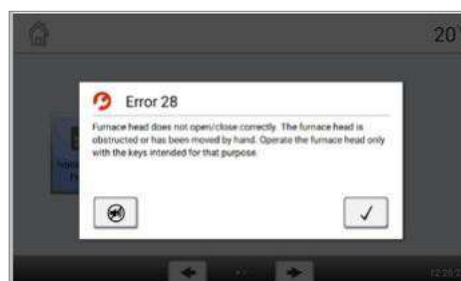 20°
Error 28
Furnace head does not open/close correctly. The furnace head is
obstructed or has been moved by hand. Operate the furnace head only
with the keys intended for that purpose.